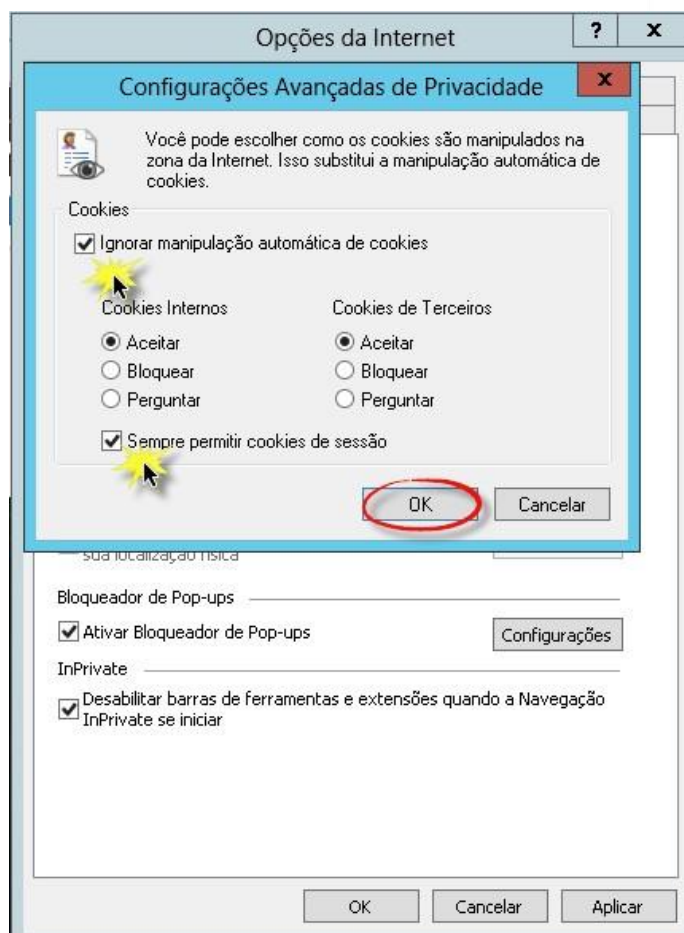 Opções da Internet
?
x
Configurações Avançadas de Privacidade
x
Você pode escolher como os cookies são manipulados na
zona da Internet. Isso substitui a manipulação automática de
cookies.
Cookies
Ignorar manipulação automática de cookies
Cookies Internos
Cookies de Terceiros
Aceitar
Aceitar
Bloquear
Bloquear
Perguntar
Perguntar
Sempre permitir cookies de sessão
OK
Cancelar
sua localização física
Bloqueador de Pop-ups
Ativar Bloqueador de Pop-ups
Configurações
InPrivate
Desabilitar barras de ferramentas e extensões quando a Navegação
InPrivate se iniciar
OK
Cancelar
Aplicar